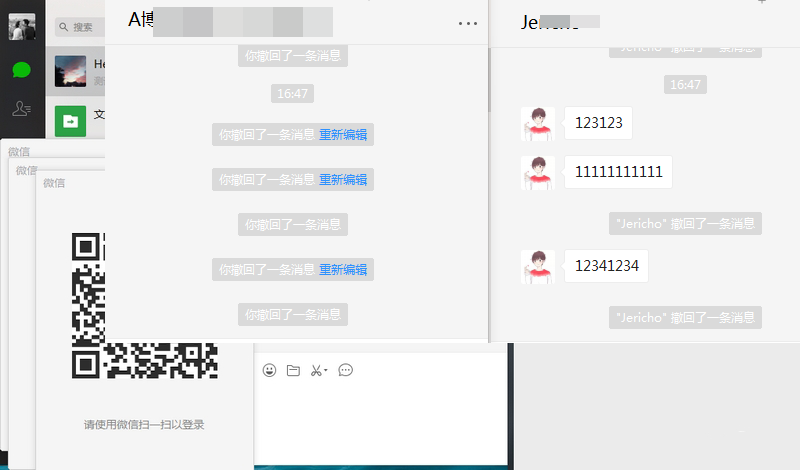 搜索
He
文
微信
微信
微信
请使用微信扫一扫以登录
A博
你撤回了一条消息
16:47
你撤回了一条消息 重新编辑
你撤回了一条消息 重新编辑
你撤回了一条消息
你撤回了一条消息 重新编辑
你撤回了一条消息
Jericho
"Jericho" 撤回了一条消息
16:47
123123
11111111111
"Jericho" 撤回了一条消息
12341234
"Jericho" 撤回了一条消息